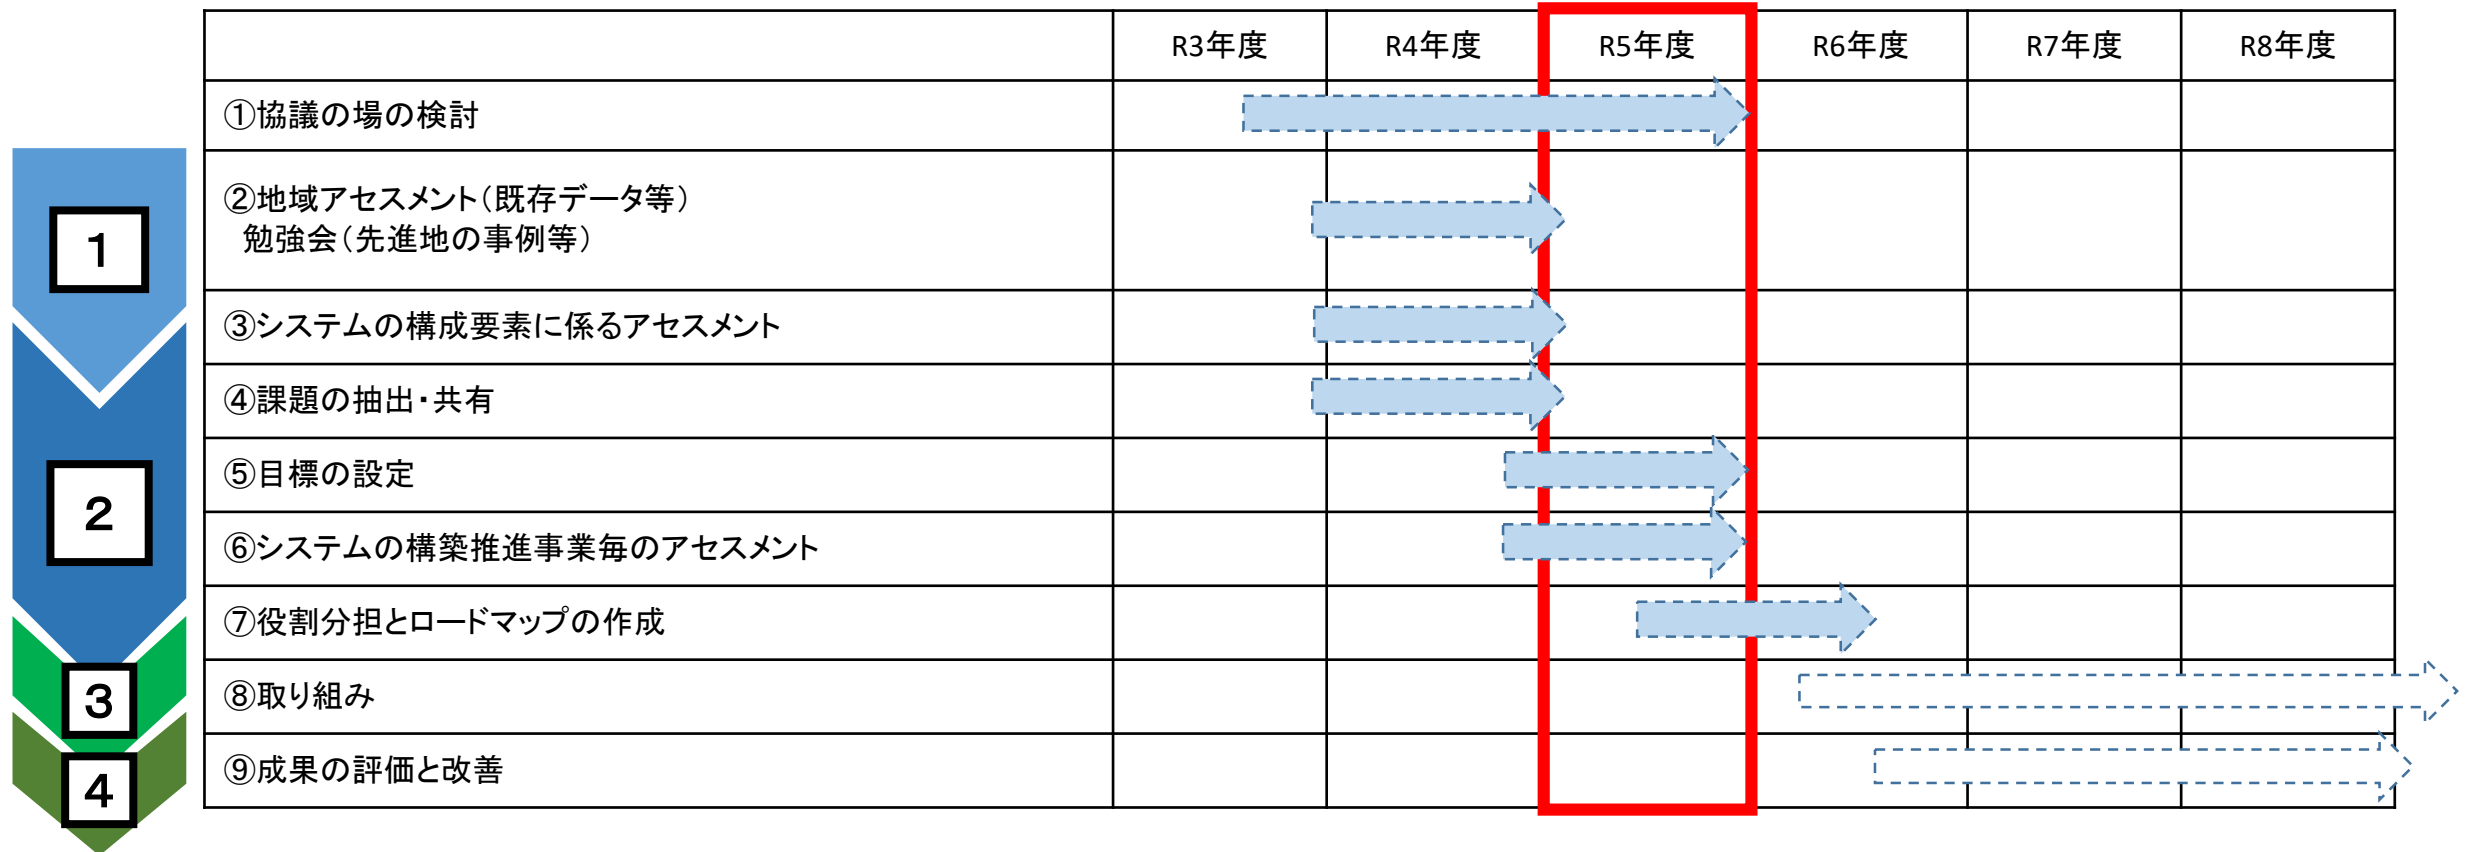 R3年度 R4年度 R5年度 R6年度 R7年度 R8年度
①協議の場の検討
1
②地域アセスメント（既存データ等）
勉強会（先進地の事例等）
③システムの構成要素に係るアセスメント
④課題の抽出・共有
2
⑤目標の設定
⑥システムの構築推進事業毎のアセスメント
⑦役割分担とロードマップの作成
3
⑧取り組み
4
⑨成果の評価と改善